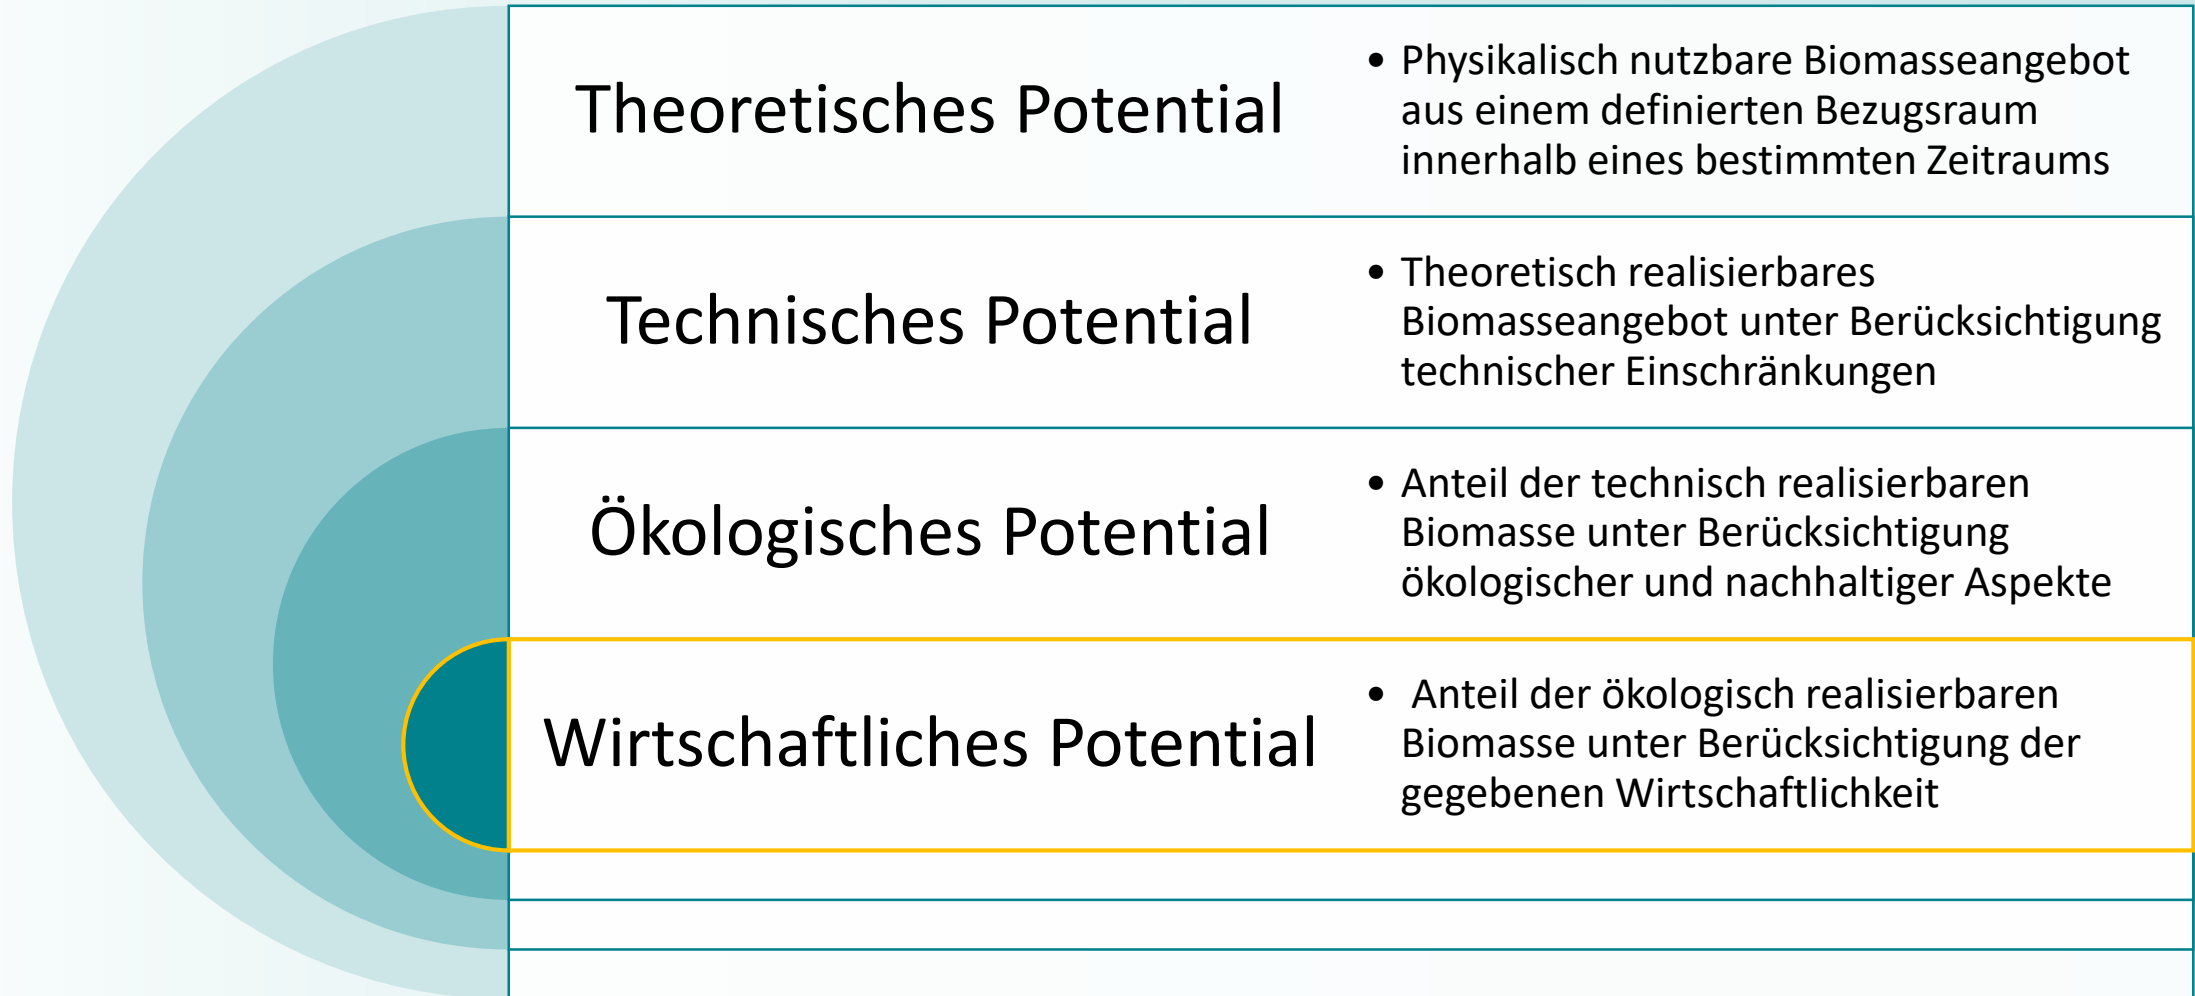 Theoretisches Potential
• Physikalisch nutzbare Biomasseangebot
aus einem definierten Bezugsraum
innerhalb eines bestimmten Zeitraums
Technisches Potential
• Theoretisch realisierbares
Biomasseangebot unter Berücksichtigung
technischer Einschränkungen
Ökologisches Potential
• Anteil der technisch realisierbaren
Biomasse unter Berücksichtigung
ökologischer und nachhaltiger Aspekte
Wirtschaftliches Potential
• Anteil der ökologisch realisierbaren
Biomasse unter Berücksichtigung der
gegebenen Wirtschaftlichkeit